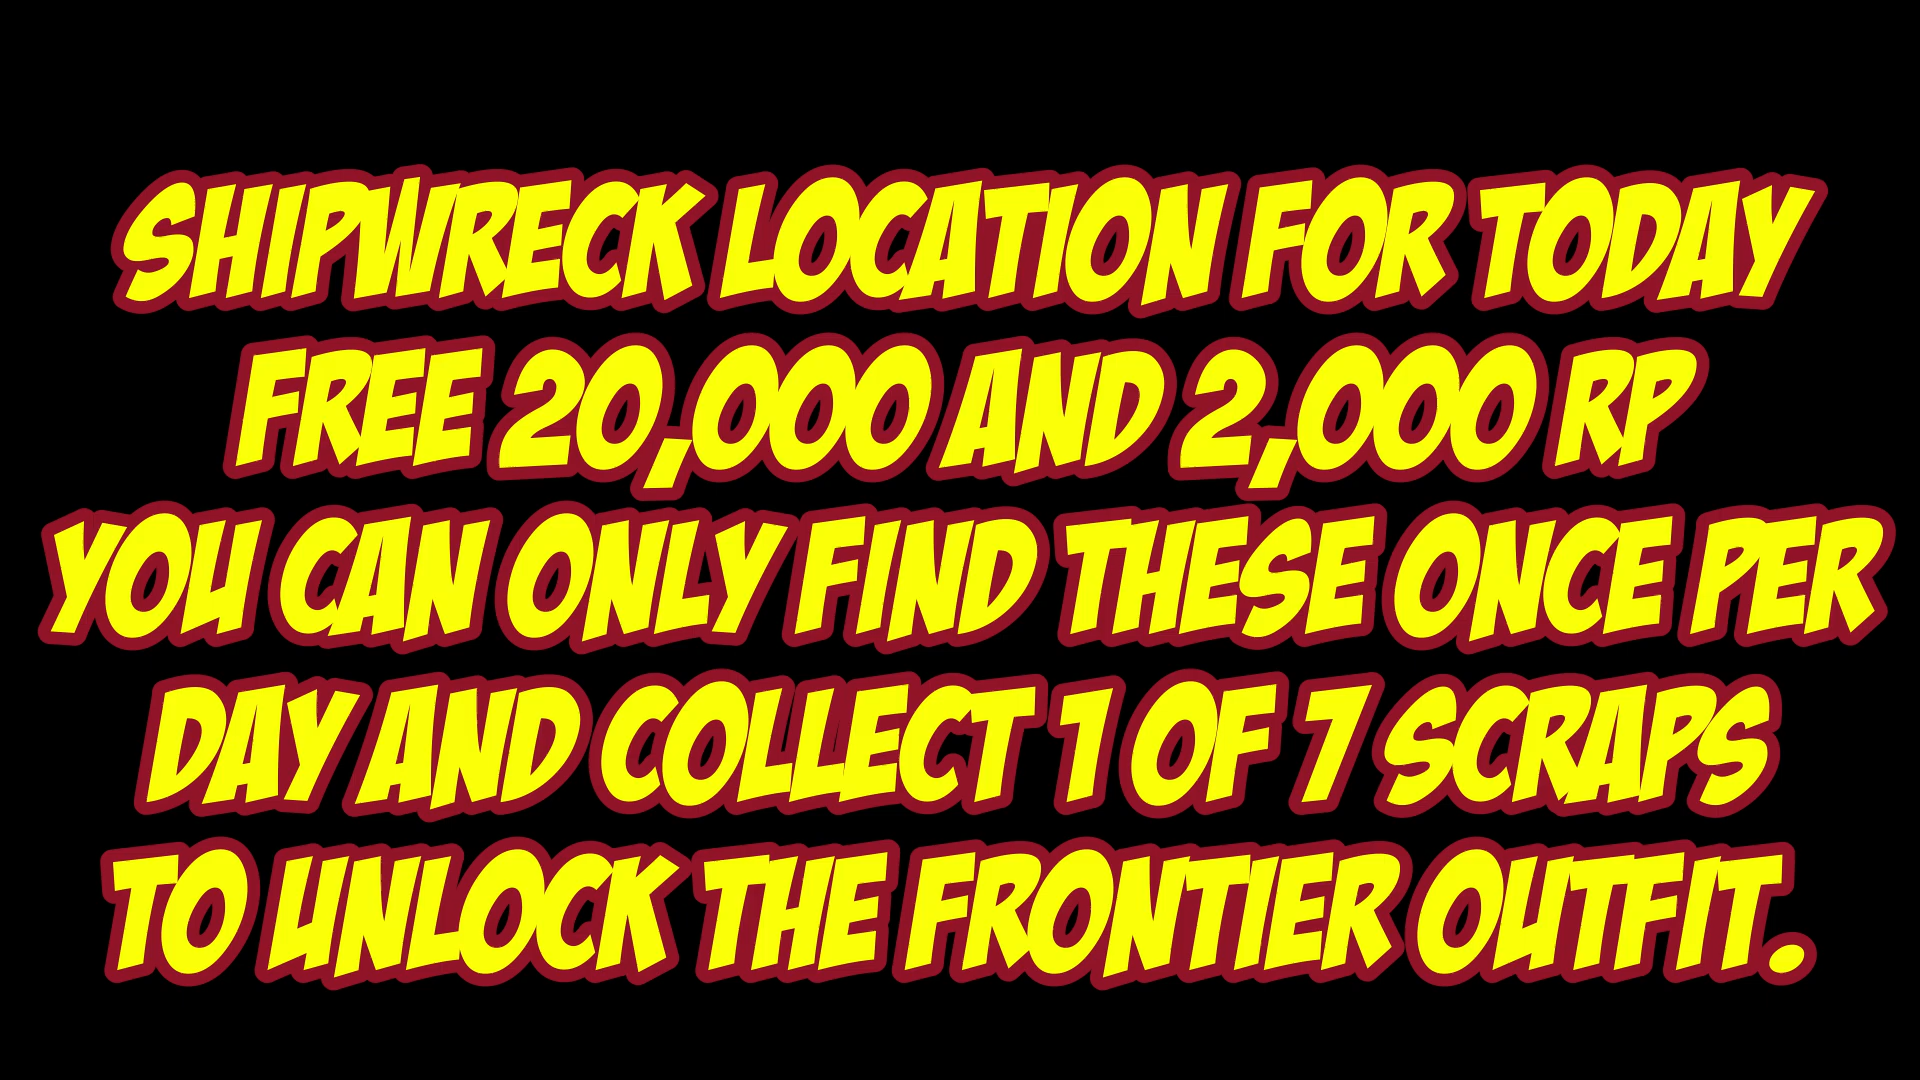 SHIPWRECK LOCATION FOR TODAY
FREE 20,000 AND 2,000 RP
YOU CAN ONLY FIND THESE ONCE PER
DAY AND COLLECT 1 OF 7 SCRAPS
TO UNLOCK THE FRONTIER OUTFIT.